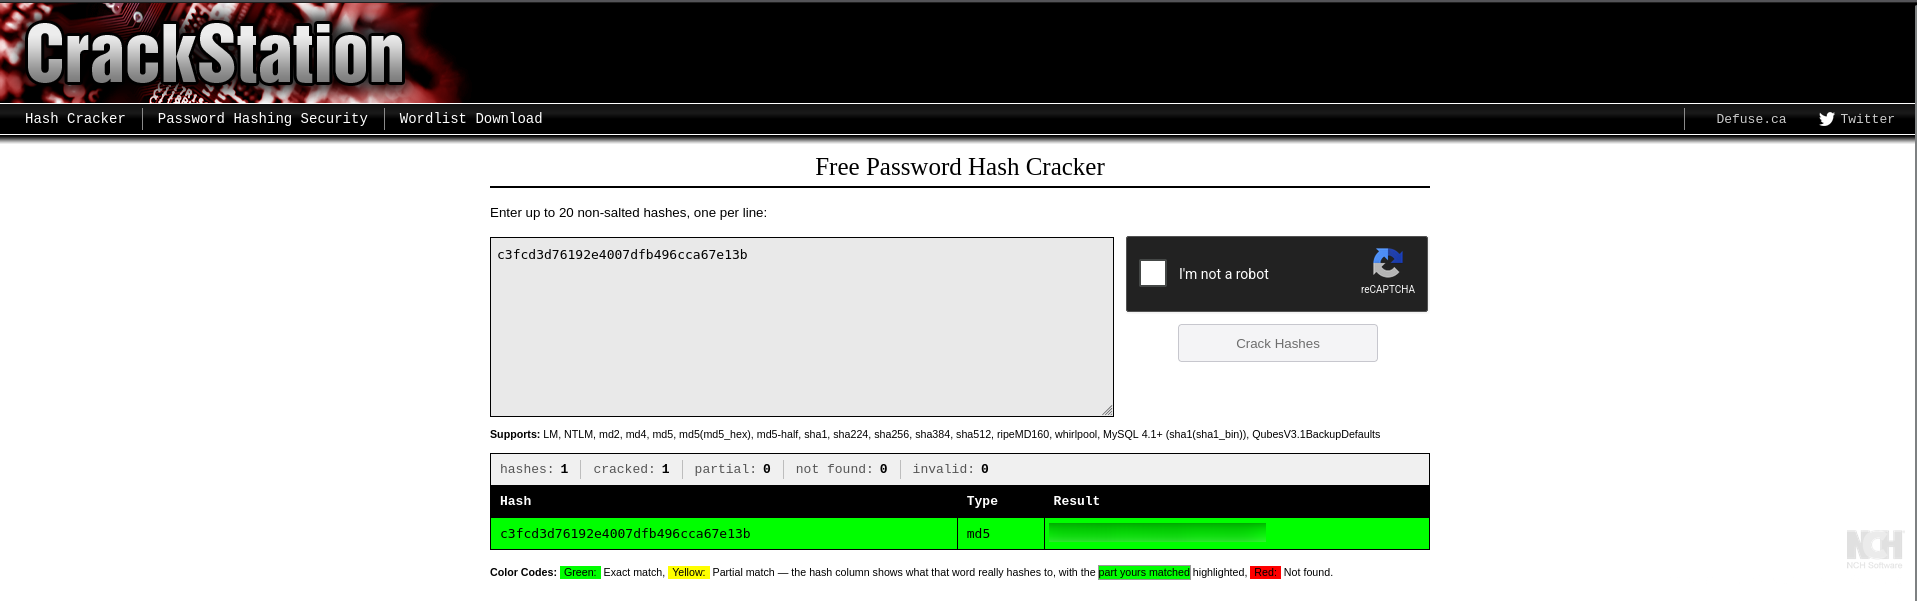 CrackStation
Hash Cracker Password Hashing Security Wordlist Download Defuse.ca Twitter
Free Password Hash Cracker
Enter up to 20 non-salted hashes, one per line:
c3fcd3d76192e4007dfb496cca67e13b
I'm not a robot
reCAPTCHA
Crack Hashes
Supports: LM, NTLM, md2, md4, md5, md5(md5_hex), md5-half, sha1, sha224, sha256, sha384, sha512, ripeMD160, whirlpool, MySQL 4.1+ (sha1(sha1_bin)), QubesV3.1BackupDefaults
hashes: 1 cracked: 1 partial: 0 not found: 0 invalid: 0
Hash Type Result
c3fcd3d76192e4007dfb496cca67e13b md5
NCH
NCH Software
Color Codes: Green: Exact match, Yellow: Partial match — the hash column shows what that word really hashes to, with the part yours matched highlighted, Red: Not found.